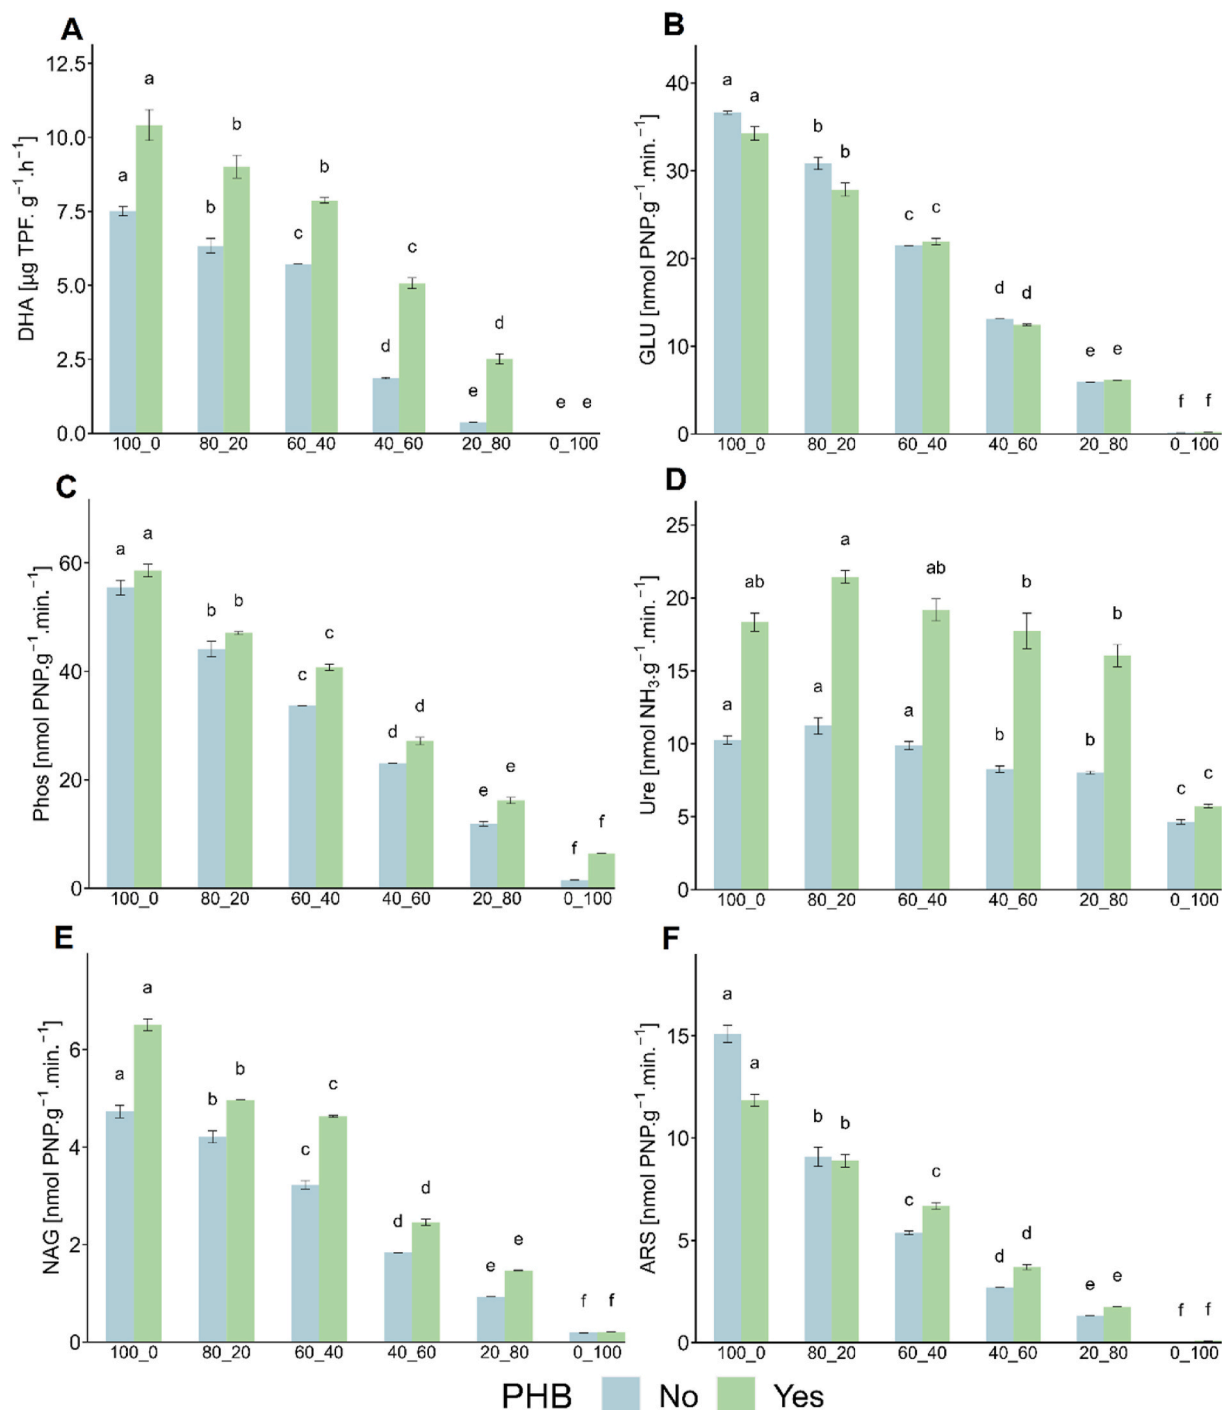 A
DHA [µg TPF. g⁻¹.h⁻¹]
12.5
10.0
7.5
5.0
2.5
0.0
a a
b b
c b
d c
e d
e e
100_0 80_20 60_40 40_60 20_80 0_100
B
GLU [nmol PNP.g⁻¹.min.⁻¹]
40
30
20
10
0
a a
b b
c c
d d
e e
f f
100_0 80_20 60_40 40_60 20_80 0_100
C
Phos [nmol PNP.g⁻¹.min.⁻¹]
60
40
20
0
a a
b b
c c
d d
e e
f f
100_0 80_20 60_40 40_60 20_80 0_100
D
Ure [nmol NH₃.g⁻¹.min.⁻¹]
25
20
15
10
5
0
a ab
a a
a ab
b b
b b
c c
100_0 80_20 60_40 40_60 20_80 0_100
E
NAG [nmol PNP.g⁻¹.min.⁻¹]
6
4
2
0
a a
b b
c c
d d
e e
f f
100_0 80_20 60_40 40_60 20_80 0_100
F
ARS [nmol PNP.g⁻¹.min.⁻¹]
15
10
5
0
a a
b b
c c
d d
e e
f f
100_0 80_20 60_40 40_60 20_80 0_100
PHB No Yes